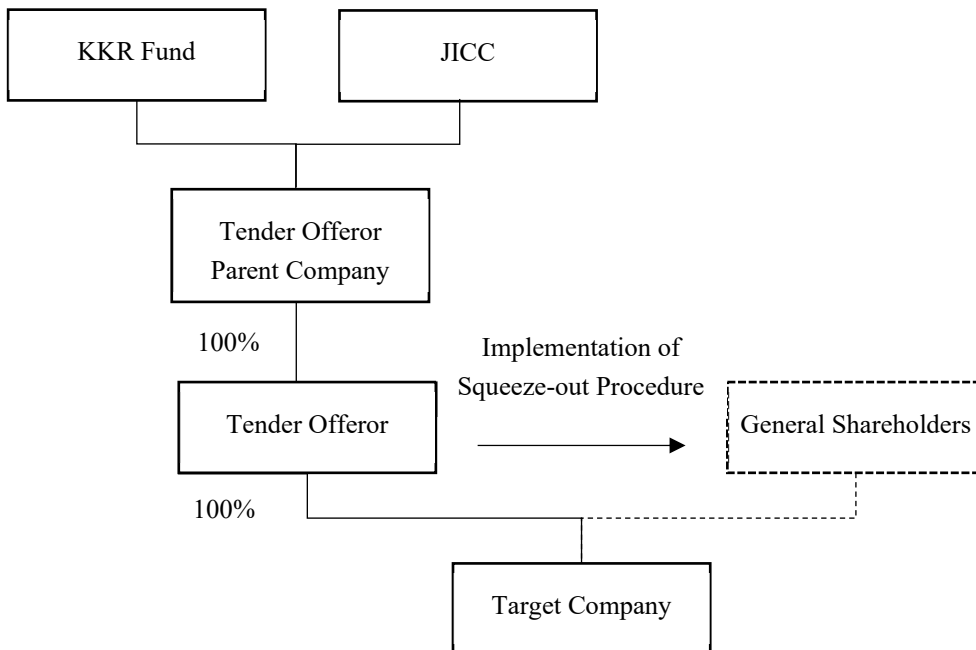 KKR Fund
JICC
Tender Offeror
Parent Company
100%
Implementation of
Squeeze-out Procedure
Tender Offeror
General Shareholders
100%
Target Company